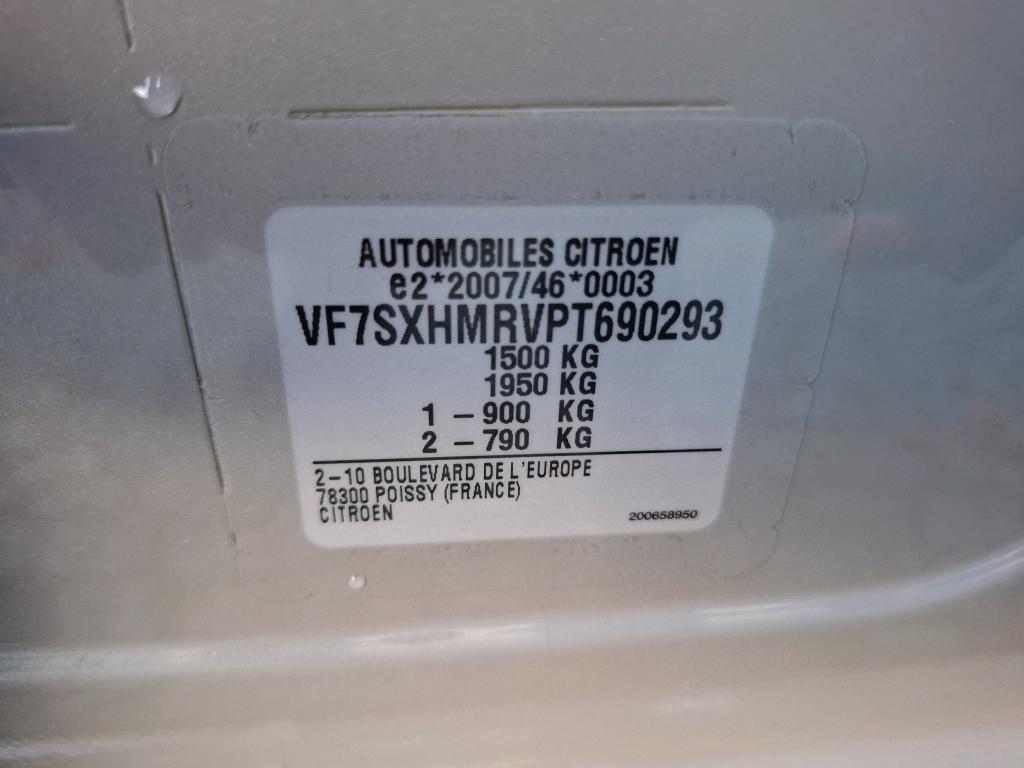 AUTOMOBILES CITROEN
e2*2007/46*0003
VF7SXHMRVPT690293
1500 KG
1950 KG
1 - 900 KG
2 - 790 KG
2-10 BOULEVARD DE L'EUROPE
78300 POISSY (FRANCE)
CITROEN
200658950